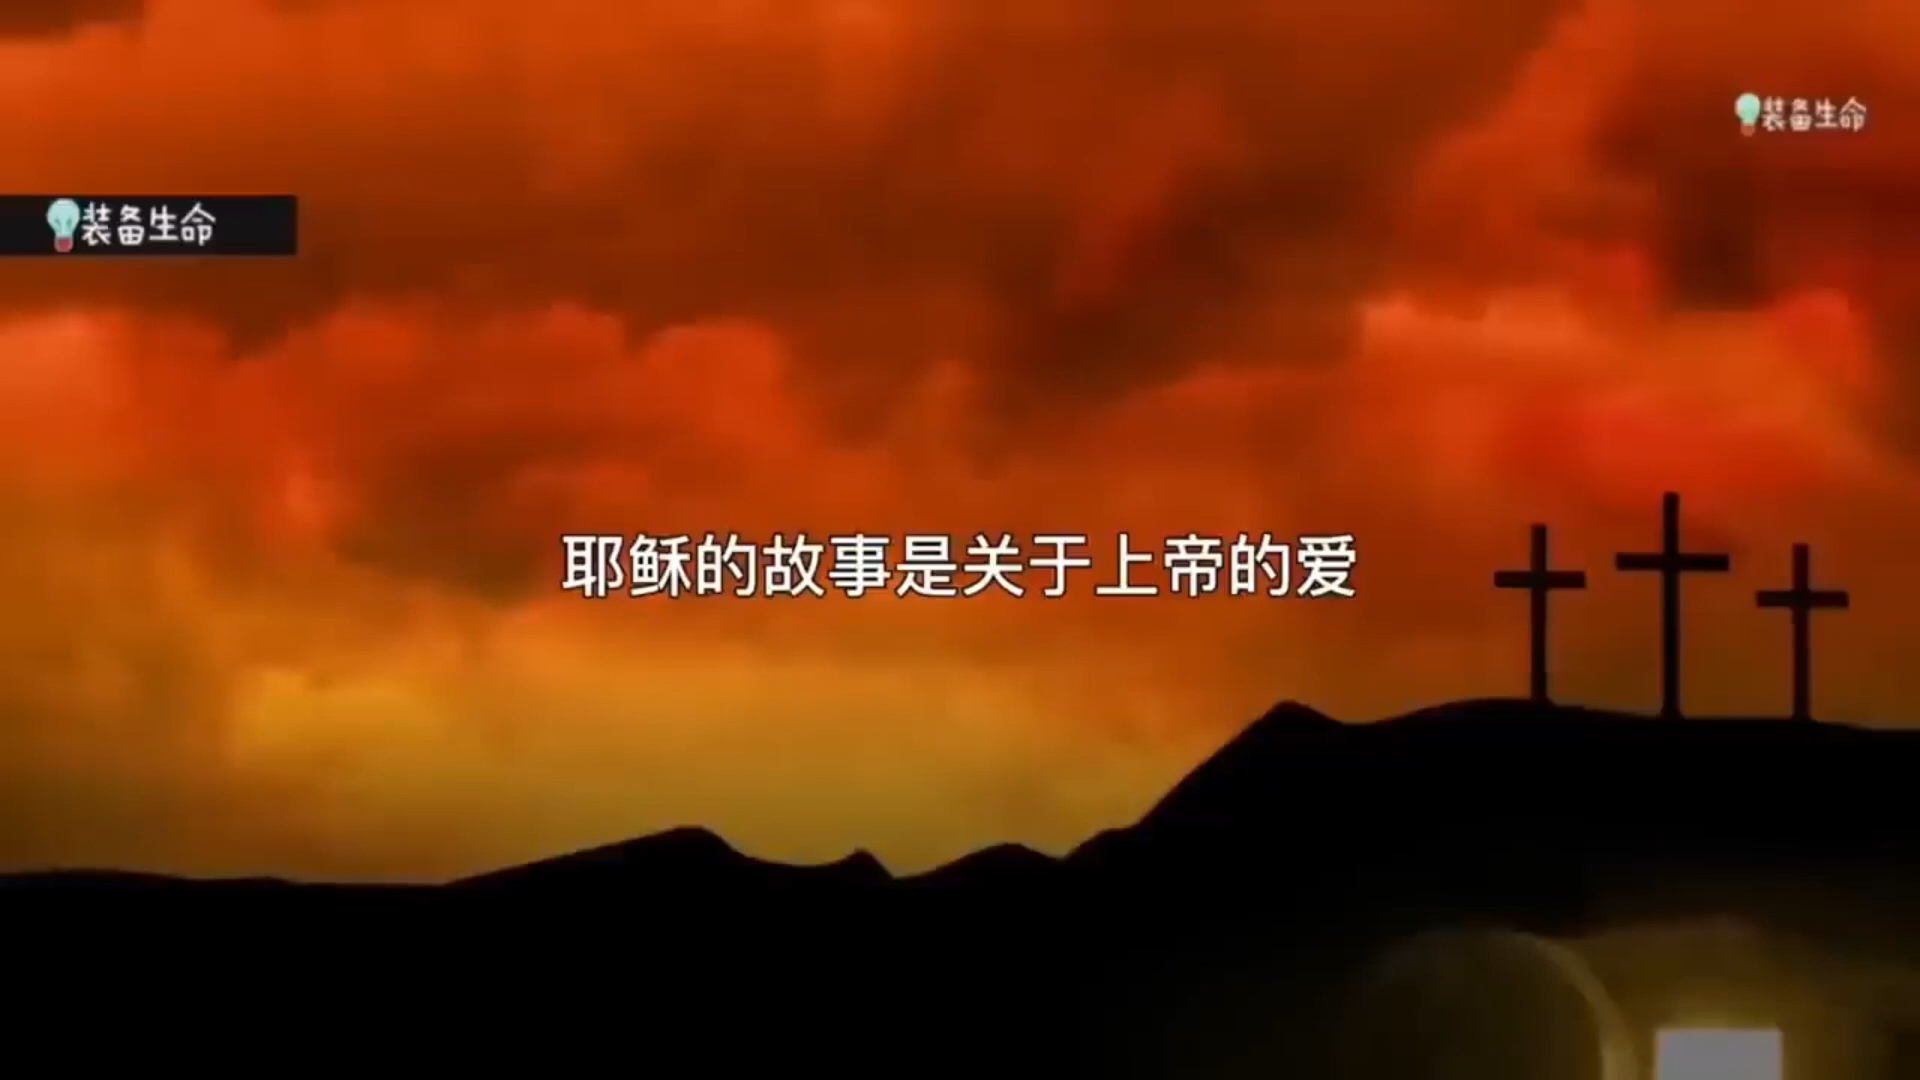 装备生命
装备生命
耶稣的故事是关于上帝的爱